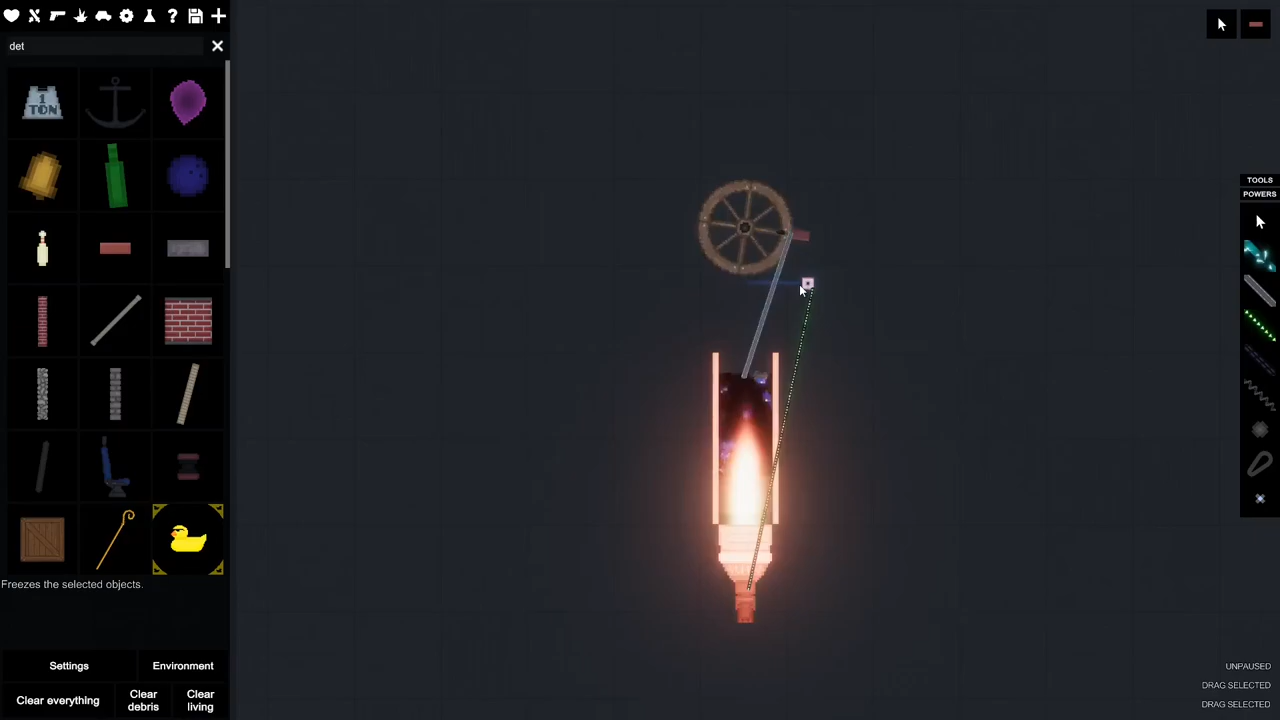 det
1
TON
Freezes the selected objects.
Settings
Environment
Clear everything
Clear
debris
Clear
living
TOOLS
POWERS
UNPAUSED
DRAG SELECTED
DRAG SELECTED